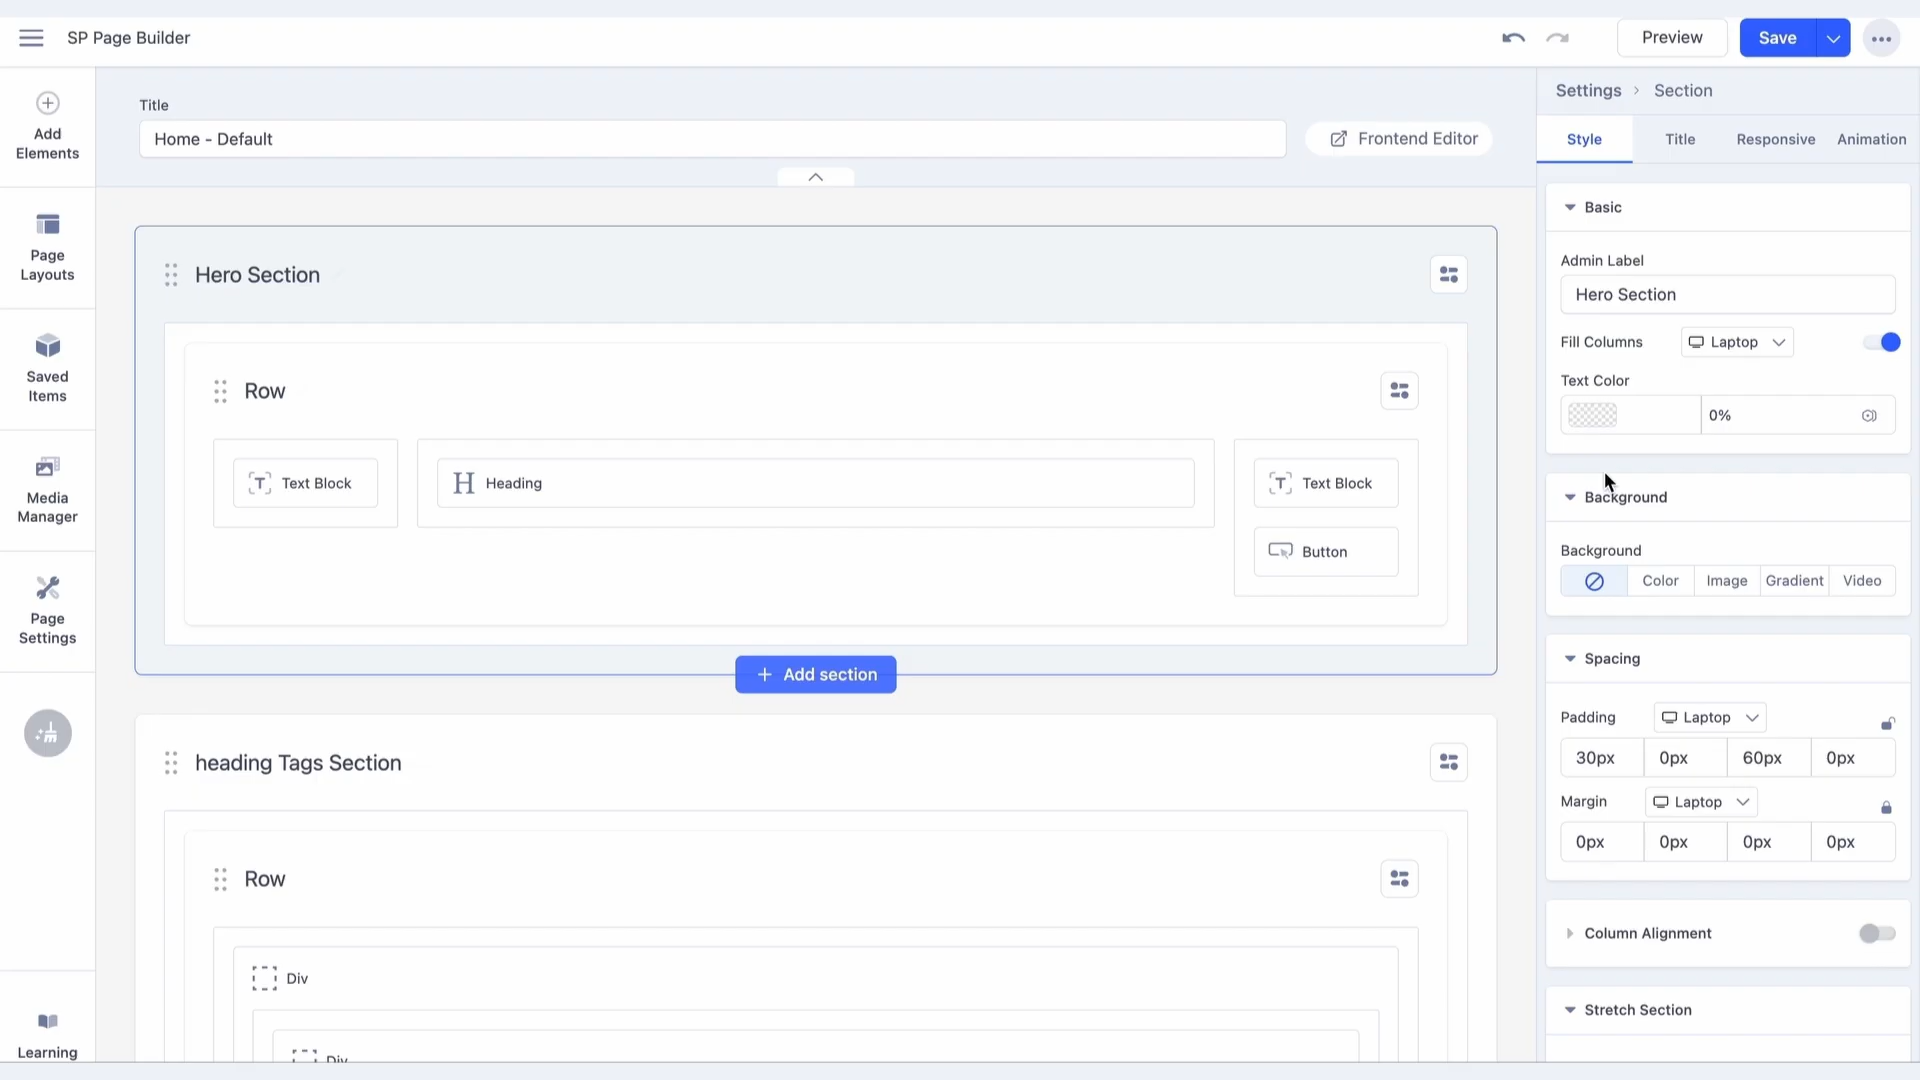 SP Page Builder
Preview
Save
Add
Elements
Page
Layouts
Saved
Items
Media
Manager
Page
Settings
Learning
Title
Home - Default
Frontend Editor
Hero Section
Row
Text Block
Heading
Text Block
Button
+ Add section
heading Tags Section
Row
Div
Div
Settings > Section
Style Title Responsive Animation
Basic
Admin Label
Hero Section
Fill Columns Laptop
Text Color
0%
Background
Background
Color Image Gradient Video
Spacing
Padding Laptop
30px 0px 60px 0px
Margin Laptop
0px 0px 0px 0px
Column Alignment
Stretch Section